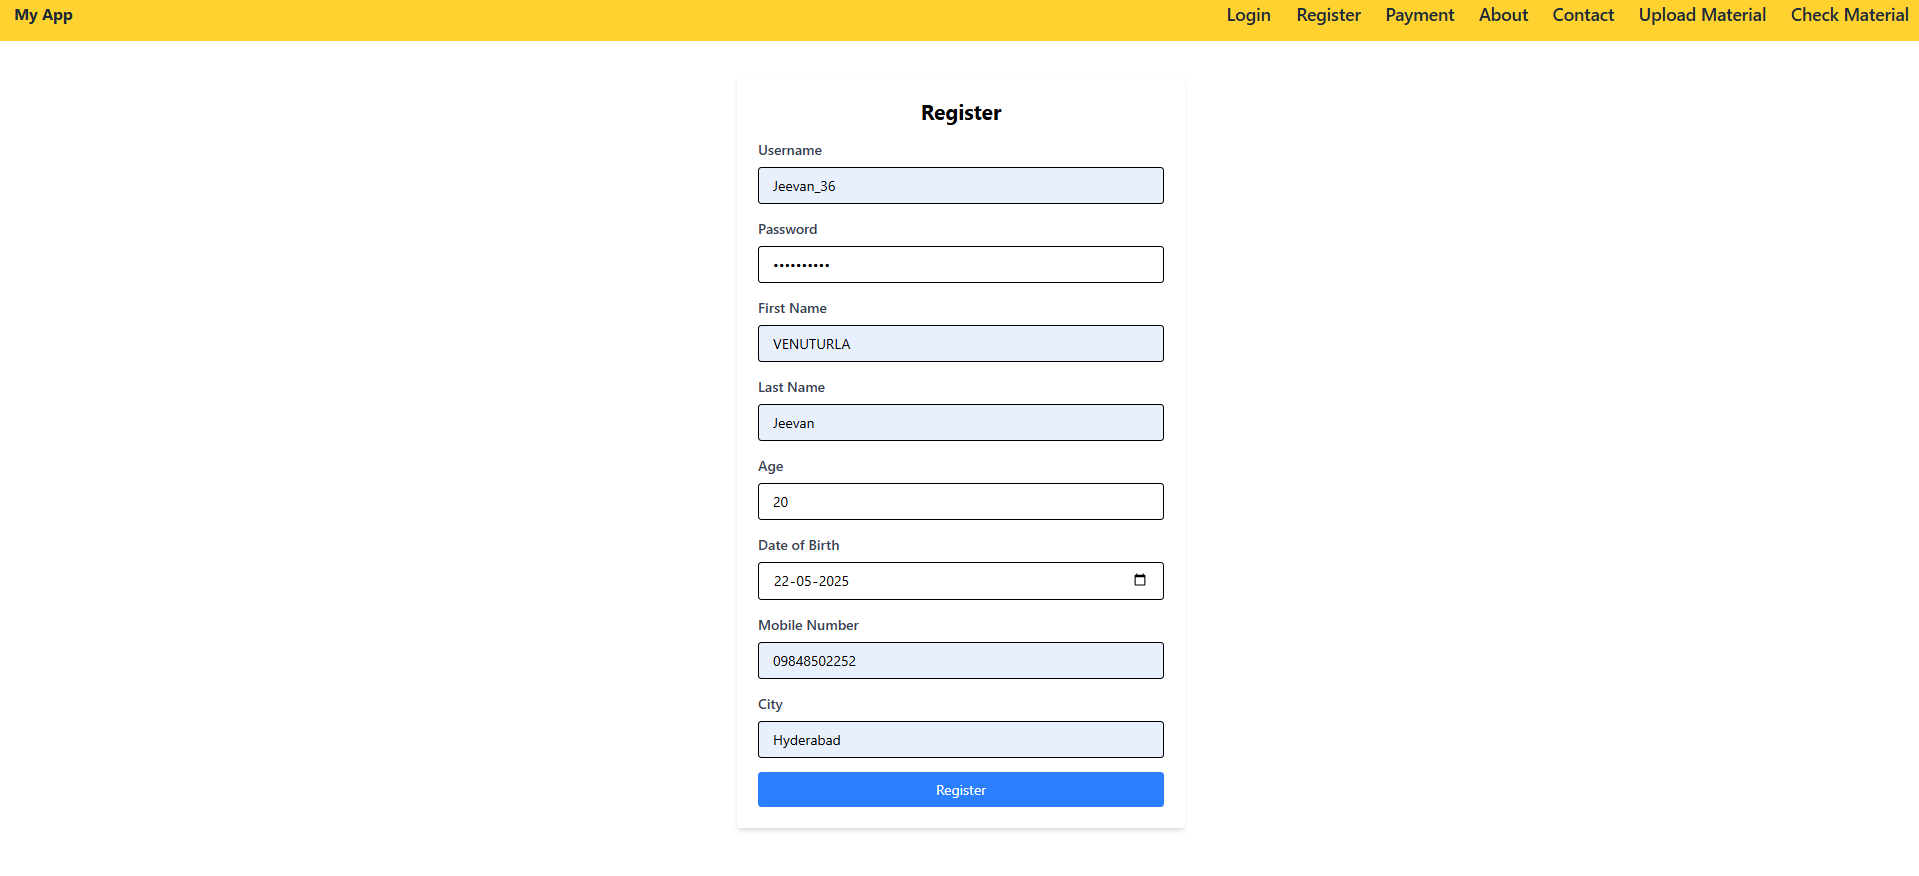 My App
Login Register Payment About Contact Upload Material Check Material
Register
Username
Jeevan_36
Password
••••••••••
First Name
VENUTURLA
Last Name
Jeevan
Age
20
Date of Birth
22-05-2025
Mobile Number
09848502252
City
Hyderabad
Register